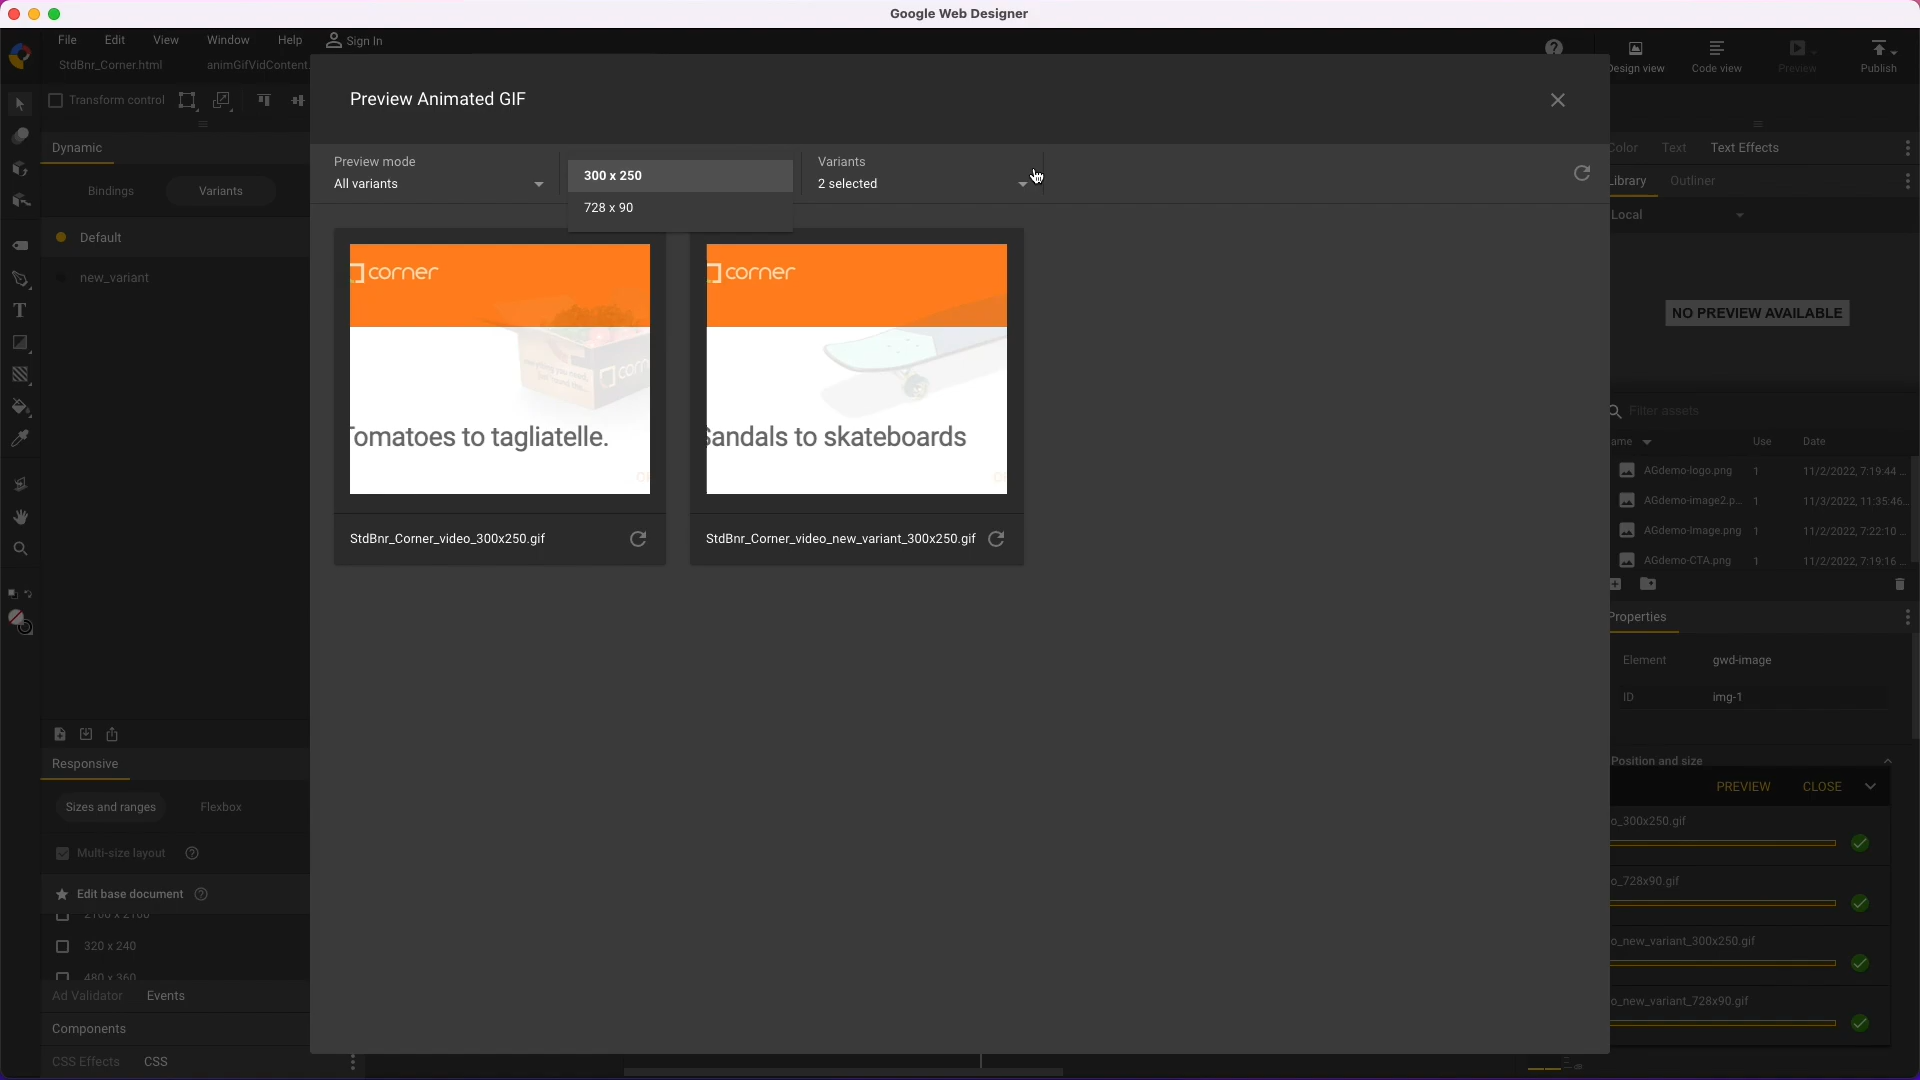 Google Web Designer
File Edit View Window Help Sign In
StdBnr_Corner.html animGifVidContent.
Design view Code view Preview Publish
Transform control
Preview Animated GIF
Dynamic
Color Text Text Effects
Preview mode
All variants
300 x 250
728 x 90
Variants
2 selected
Bindings Variants
Library Outliner
Local
Default
new_variant
corner
Tomatoes to tagliatelle.
corner
Sandals to skateboards
NO PREVIEW AVAILABLE
Filter assets
ame Use Date
AGdemo-logo.png 1 11/2/2022, 7:19:44 ...
AGdemo-image2.p... 1 11/3/2022, 11:35:46...
AGdemo-Image.png 1 11/2/2022, 7:22:10 ...
AGdemo-CTA.png 1 11/2/2022, 7:19:16 ...
StdBnr_Corner_video_300x250.gif
StdBnr_Corner_video_new_variant_300x250.gif
Properties
Element gwd-image
ID img-1
Position and size
PREVIEW CLOSE
o_300x250.gif
o_728x90.gif
o_new_variant_300x250.gif
o_new_variant_728x90.gif
Responsive
Sizes and ranges Flexbox
Multi-size layout
Edit base document
2100 x 2100
320 x 240
480 x 360
Ad Validator Events
Components
CSS Effects CSS